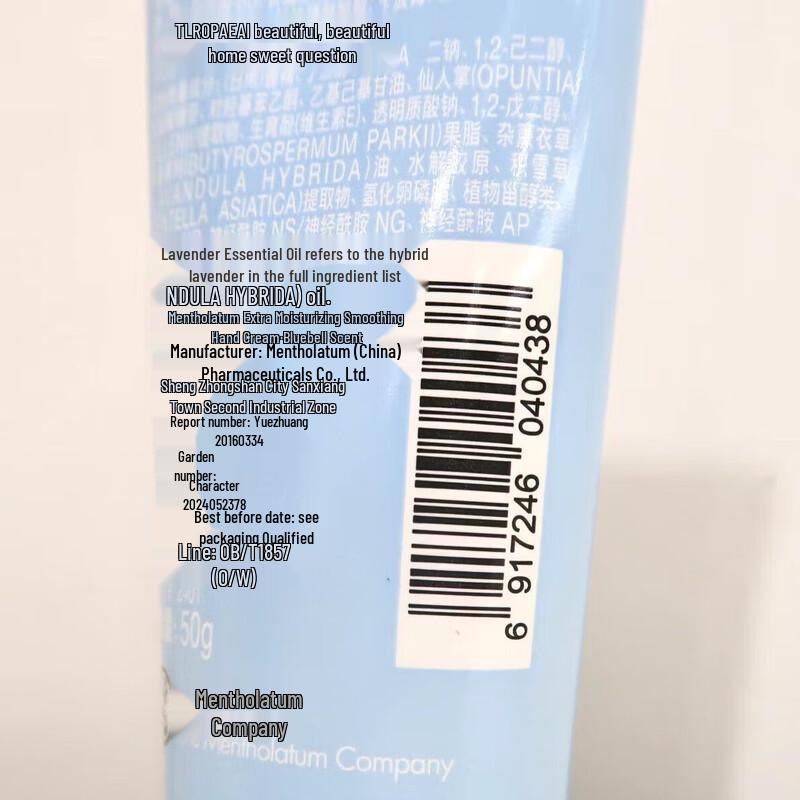 TLROPAEAI beautiful, beautiful
home sweet question
A 二钠、1,2-己二醇、
乙基己基甘油、仙人掌(OPUNTIA
生育酚(维生素E)、透明质酸钠、1,2-戊二醇、
BUTYROSPERMUM PARKII)果脂、杂薰衣草
ANDULA HYBRIDA)油、水解胶原、积雪草
TELLA ASIATICA)提取物、氢化卵磷脂、植物甾醇类、
NS/神经酰胺 NG、神经酰胺 AP
Lavender Essential Oil refers to the hybrid
lavender in the full ingredient list
NDULA HYBRIDA) oil.
Mentholatum Extra Moisturizing Smoothing
Hand Cream-Bluebell Scent
Manufacturer: Mentholatum (China)
Pharmaceuticals Co., Ltd.
Sheng Zhongshan City Sanxiang
Town Second Industrial Zone
Report number: Yuezhuang
20160334
Garden
number:
Character
2024052378
Best before date: see
packaging Qualified
Line: OB/T1857
(O/W)
50g
6 917246 040438
Mentholatum
Company
Mentholatum Company